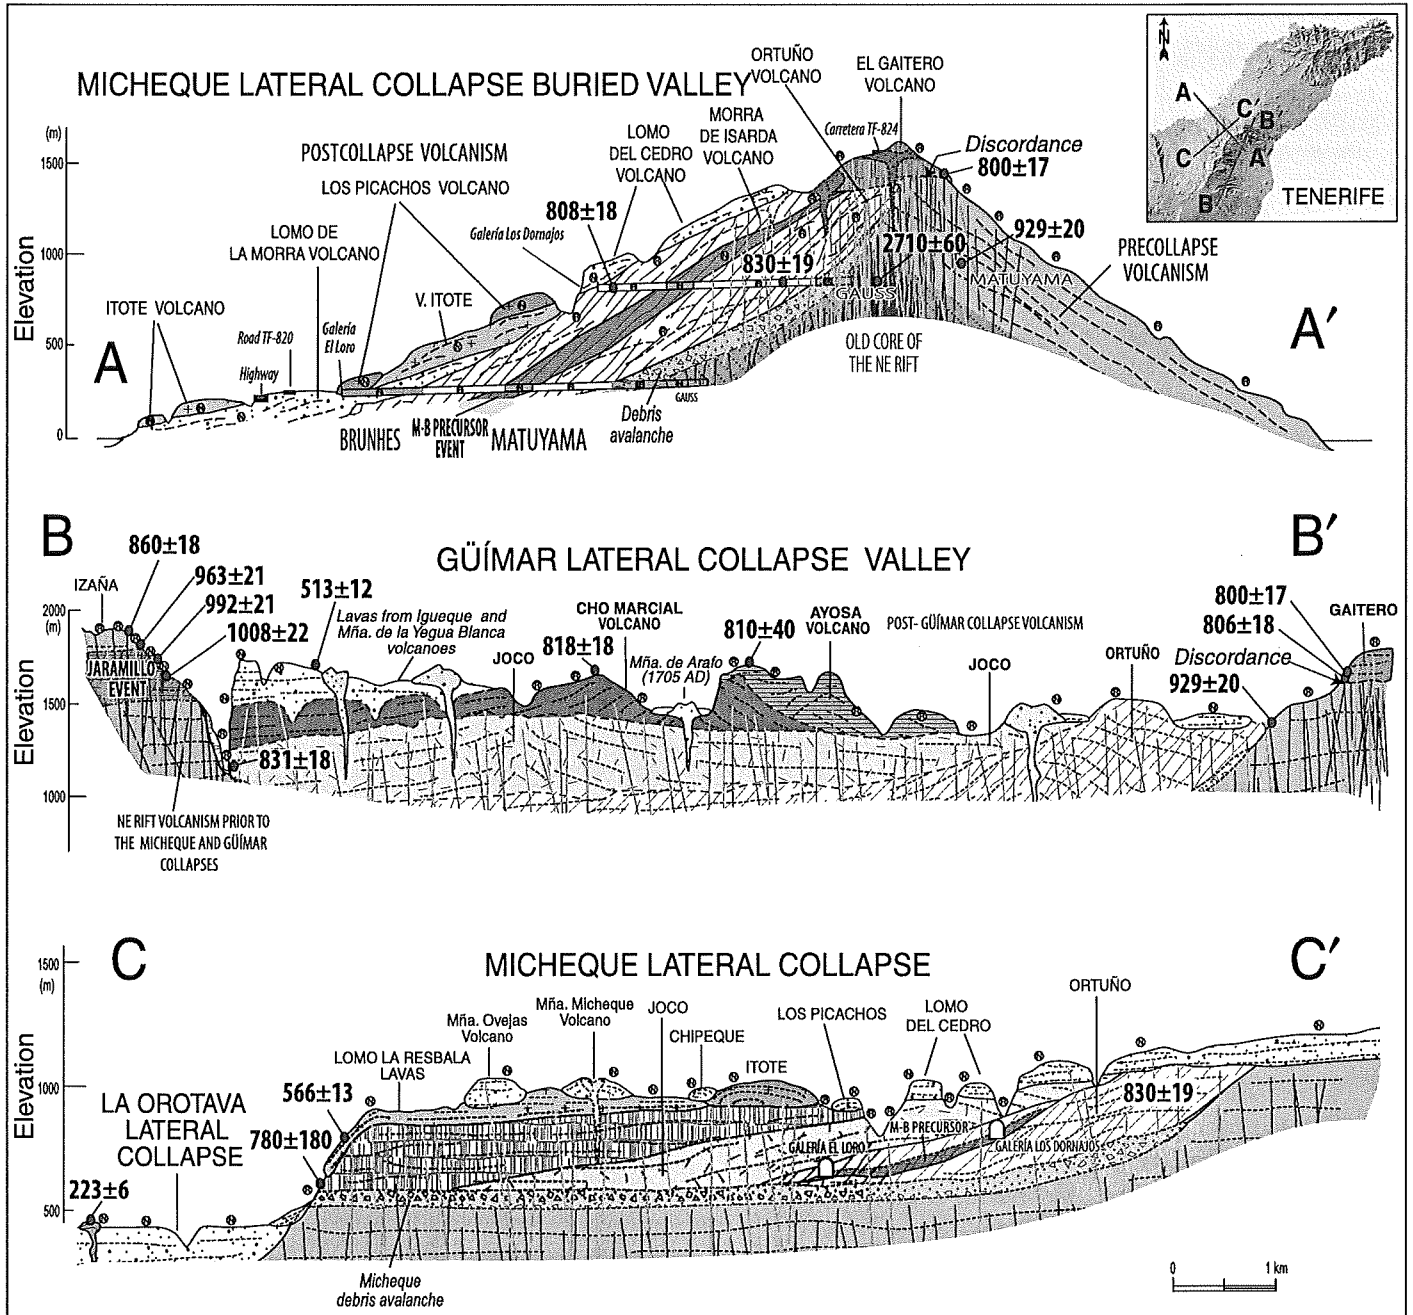 MICHEQUE LATERAL COLLAPSE BURIED VALLEY
ORTUÑO
VOLCANO
EL GAITERO
VOLCANO
N
A
C'
B'
C
A'
B
TENERIFE
(m)
1500
1000
500
0
Elevation
POSTCOLLAPSE VOLCANISM
LOS PICACHOS VOLCANO
LOMO
DEL CEDRO
VOLCANO
MORRA
DE ISARDA
VOLCANO
Carretera TF-824
Discordance
800±17
808±18
Galería Los Dornajos
LOMO DE
LA MORRA VOLCANO
2710±60
929±20
830±19
PRECOLLAPSE
VOLCANISM
GAUSS
MATUYAMA
ITOTE VOLCANO
V. ITOTE
Road TF-820
Highway
Galería
El Loro
OLD CORE OF
THE NE RIFT
A
A'
GAUSS
Debris
avalanche
BRUNHES
M-B PRECURSOR
EVENT
MATUYAMA
B
B'
GÜÍMAR LATERAL COLLAPSE VALLEY
860±18
IZAÑA
963±21
992±21
1008±22
513±12
Lavas from Igueque and
Mña. de la Yegua Blanca
volcanoes
JOCO
CHO MARCIAL
VOLCANO
818±18
Mña. de Arafo
(1705 AD)
810±40
AYOSA
VOLCANO
POST- GÜÍMAR COLLAPSE VOLCANISM
JOCO
ORTUÑO
800±17
806±18
Discordance
929±20
GAITERO
2000
(m)
1500
1000
Elevation
JARAMILLO
EVENT
831±18
NE RIFT VOLCANISM PRIOR TO
THE MICHEQUE AND GÜÍMAR
COLLAPSES
C
C'
MICHEQUE LATERAL COLLAPSE
1500
(m)
1000
500
Elevation
LOMO LA RESBALA
LAVAS
Mña. Ovejas
Volcano
Mña. Micheque
Volcano
JOCO
CHIPEQUE
ITOTE
LOS PICACHOS
LOMO
DEL CEDRO
ORTUÑO
566±13
LA OROTAVA
LATERAL
COLLAPSE
780±180
223±6
830±19
M-B PRECURSOR
GALERÍA EL LORO
GALERÍA LOS DORNAJOS
Micheque
debris avalanche
0
1 km